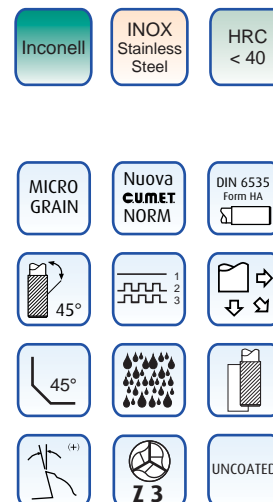 Inconell
INOX
Stainless
Steel
HRC
< 40
MICRO
GRAIN
Nuova
C.U.M.E.T.
NORM
DIN 6535
Form HA
45°
1
2
3
45°
(+)
Z 3
UNCOATED